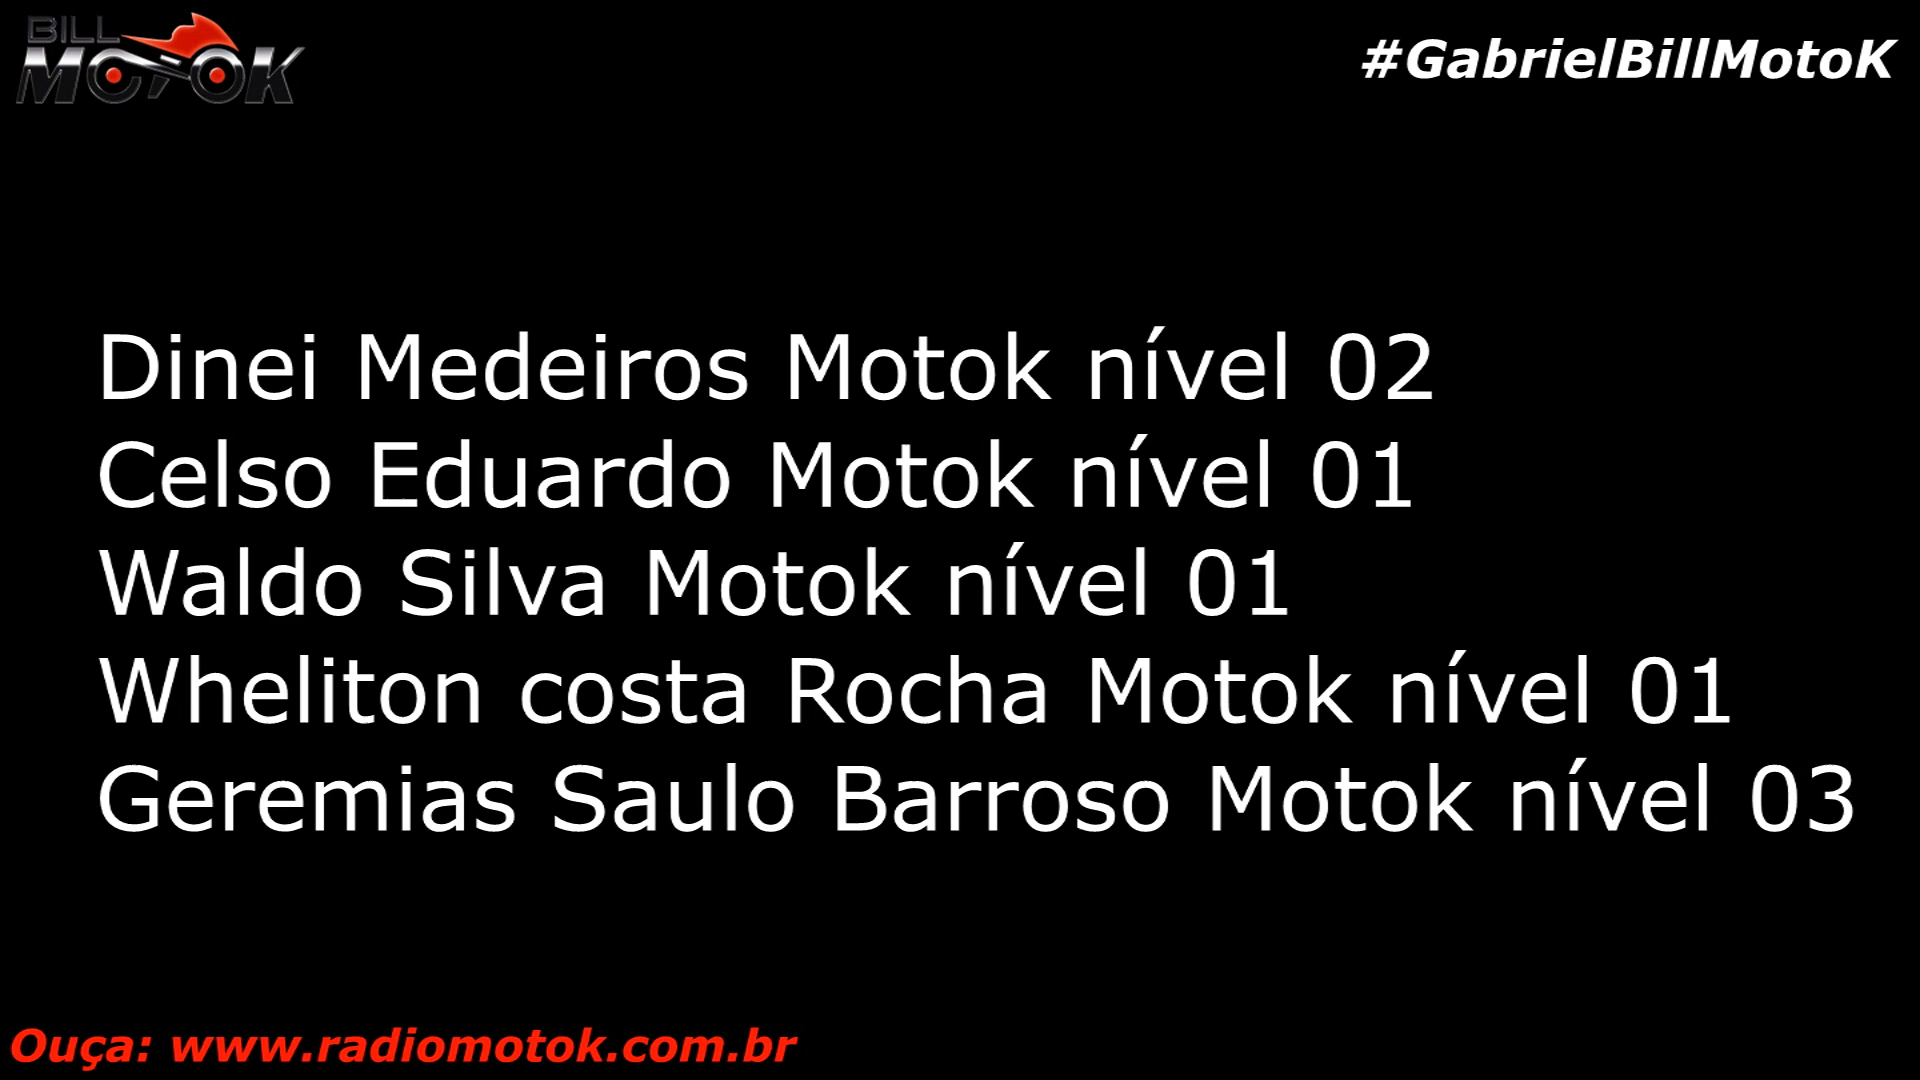 BILL
MOTOK
#GabrielBillMotoK
Dinei Medeiros Motok nível 02
Celso Eduardo Motok nível 01
Waldo Silva Motok nível 01
Wheliton costa Rocha Motok nível 01
Geremias Saulo Barroso Motok nível 03
Ouça: www.radiomotok.com.br